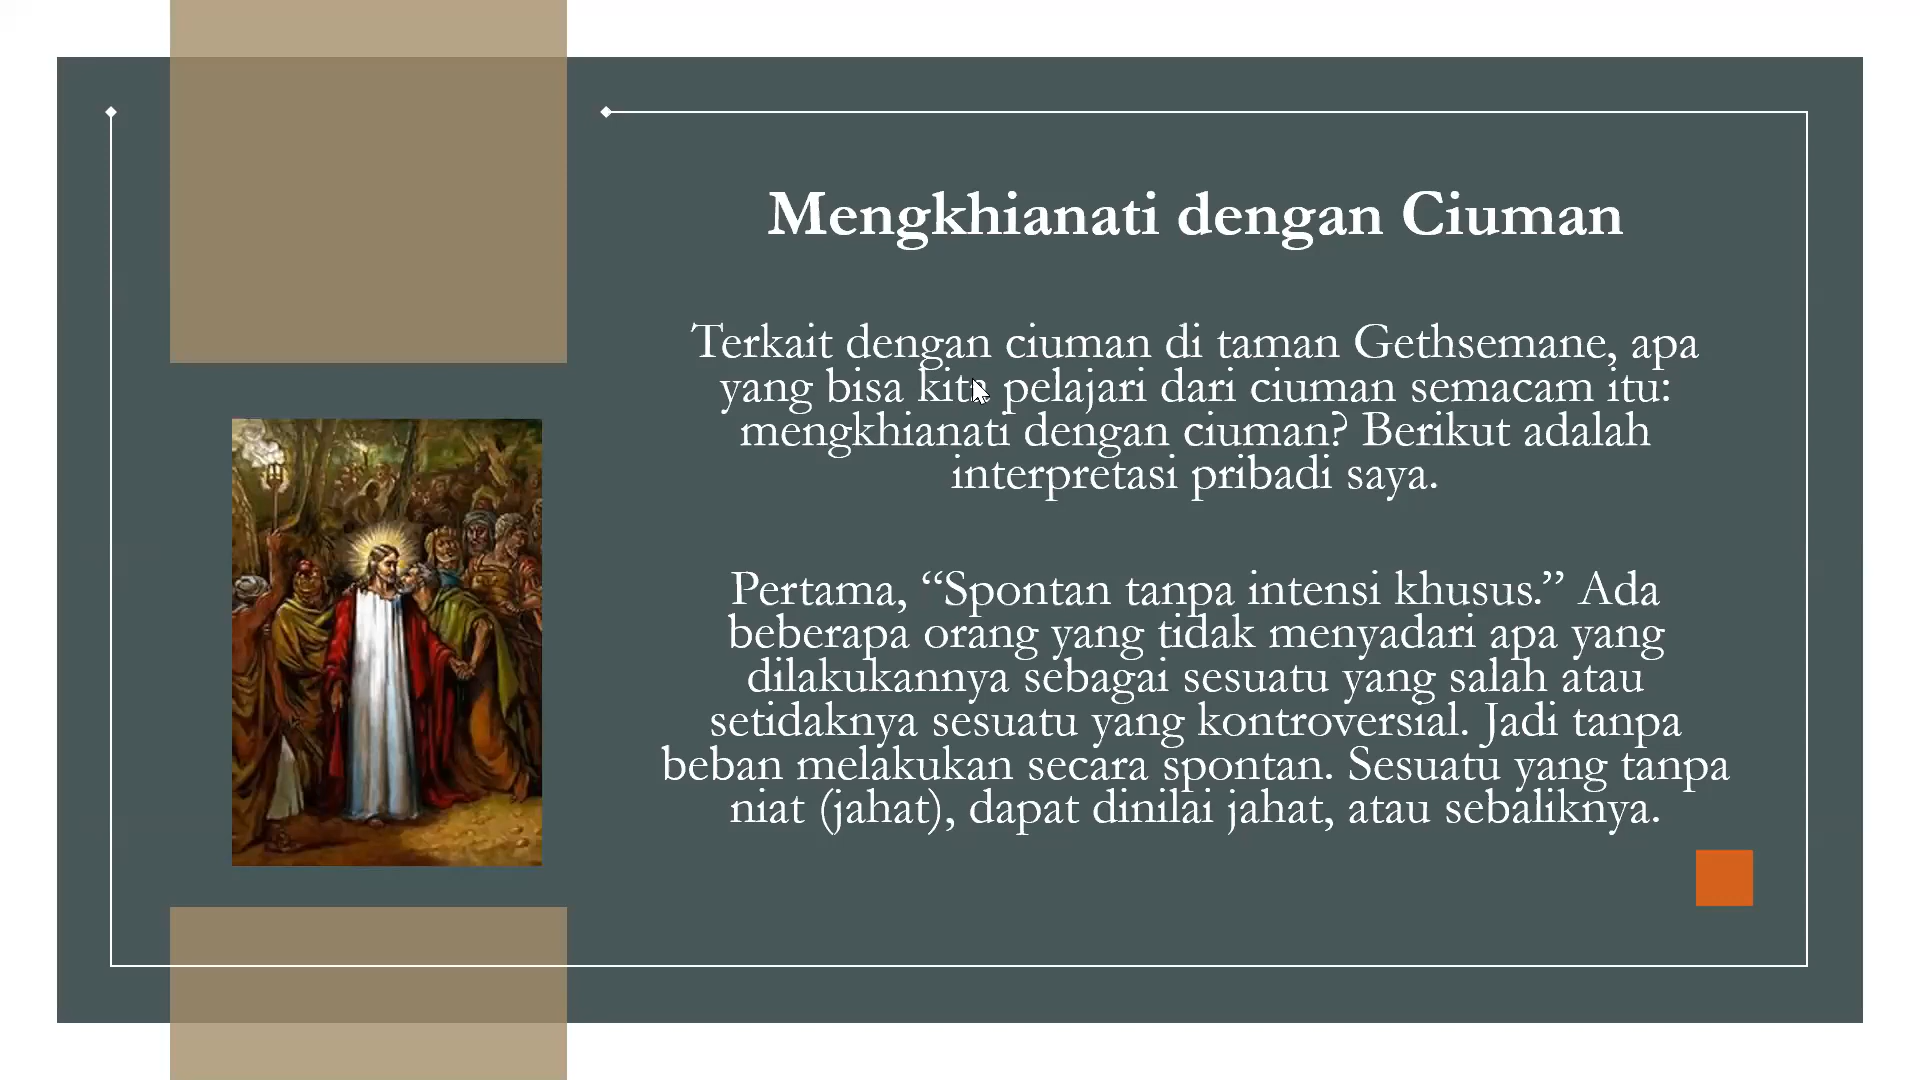 Mengkhianati dengan Ciuman
Terkait dengan ciuman di taman Gethsemane, apa
yang bisa kita pelajari dari ciuman semacam itu:
mengkhianati dengan ciuman? Berikut adalah
interpretasi pribadi saya.
Pertama, “Spontan tanpa intensi khusus.” Ada
beberapa orang yang tidak menyadari apa yang
dilakukannya sebagai sesuatu yang salah atau
setidaknya sesuatu yang kontroversial. Jadi tanpa
beban melakukan secara spontan. Sesuatu yang tanpa
niat (jahat), dapat dinilai jahat, atau sebaliknya.